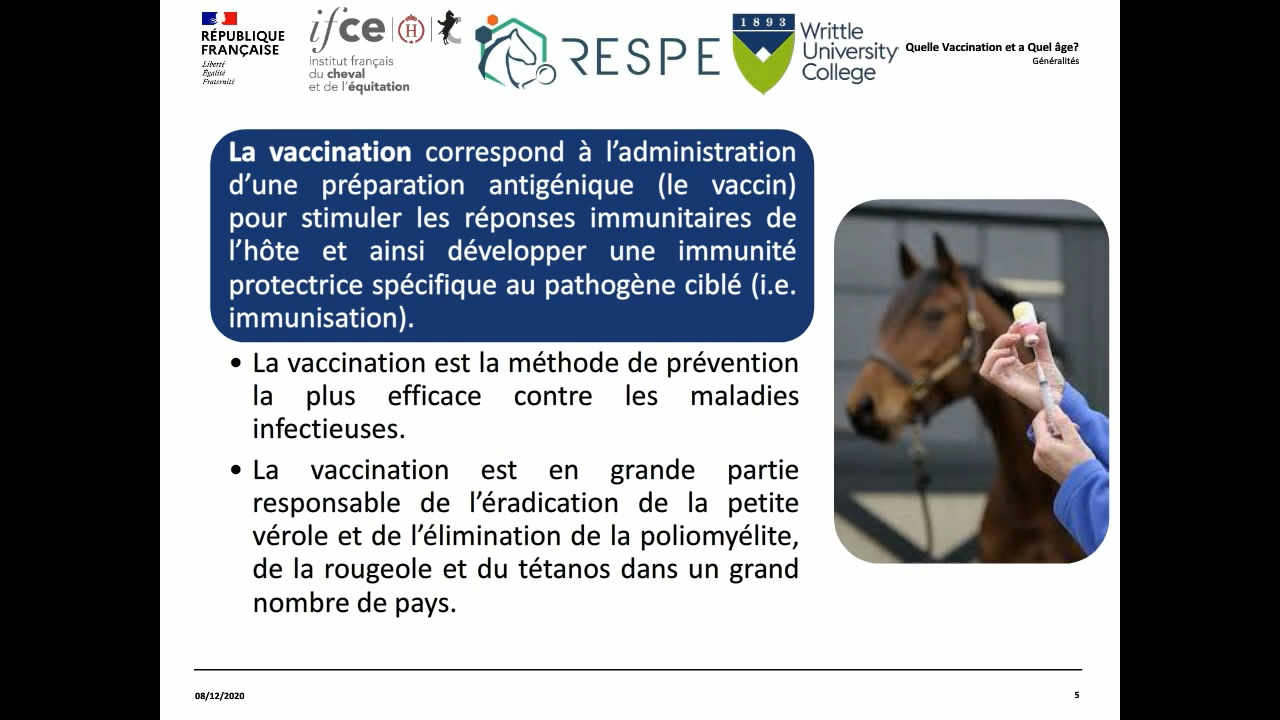 RÉPUBLIQUE
FRANÇAISE
Liberté
Égalité
Fraternité
ifce
H
institut français
du cheval
et de l'équitation
RESPE
1893
Writtle
University
College
Quelle Vaccination et a Quel âge?
Généralités
La vaccination correspond à l'administration
d'une préparation antigénique (le vaccin)
pour stimuler les réponses immunitaires de
l'hôte et ainsi développer une immunité
protectrice spécifique au pathogène ciblé (i.e.
immunisation).
• La vaccination est la méthode de prévention
la plus efficace contre les maladies
infectieuses.
• La vaccination est en grande partie
responsable de l'éradication de la petite
vérole et de l'élimination de la poliomyélite,
de la rougeole et du tétanos dans un grand
nombre de pays.
08/12/2020
5